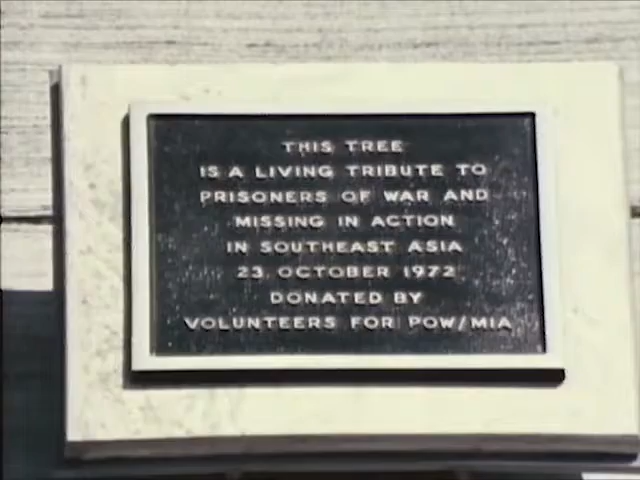 THIS TREE
IS A LIVING TRIBUTE TO
PRISONERS OF WAR AND
MISSING IN ACTION
IN SOUTHEAST ASIA
23 OCTOBER 1972
DONATED BY
VOLUNTEERS FOR POW/MIA